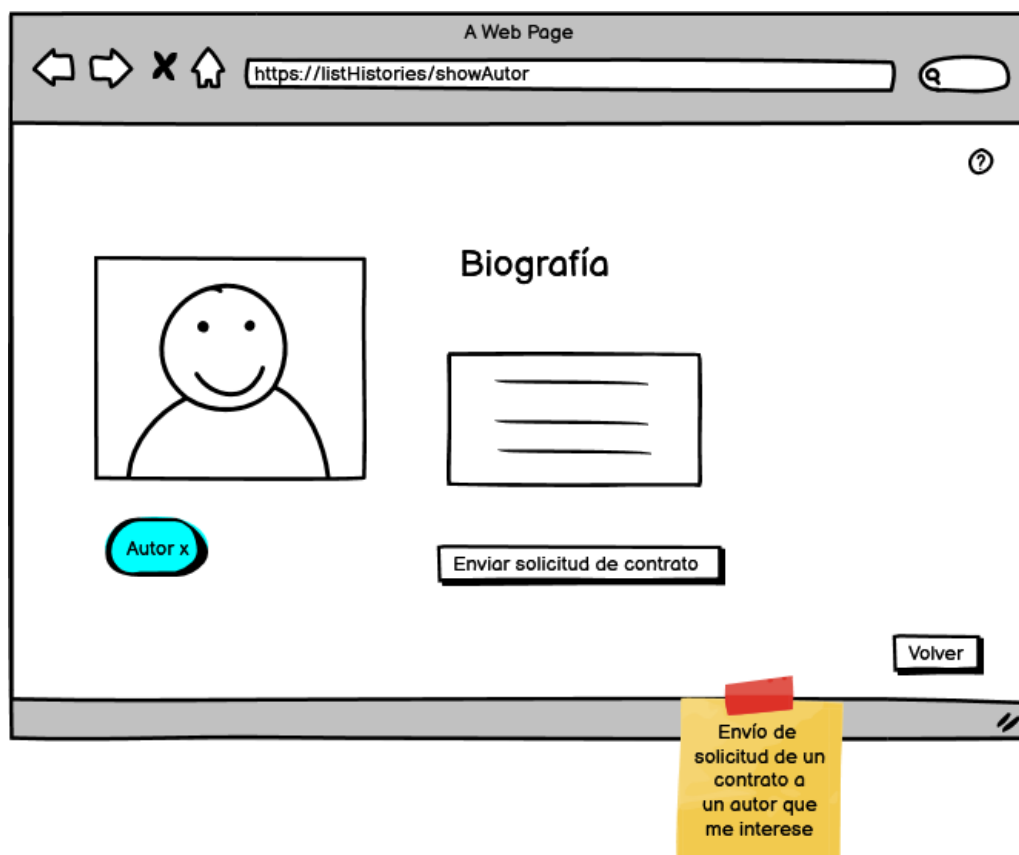 A Web Page
https://listHistories/showAutor
?
Biografía
Autor x
Enviar solicitud de contrato
Volver
Envío de
solicitud de un
contrato a
un autor que
me interese